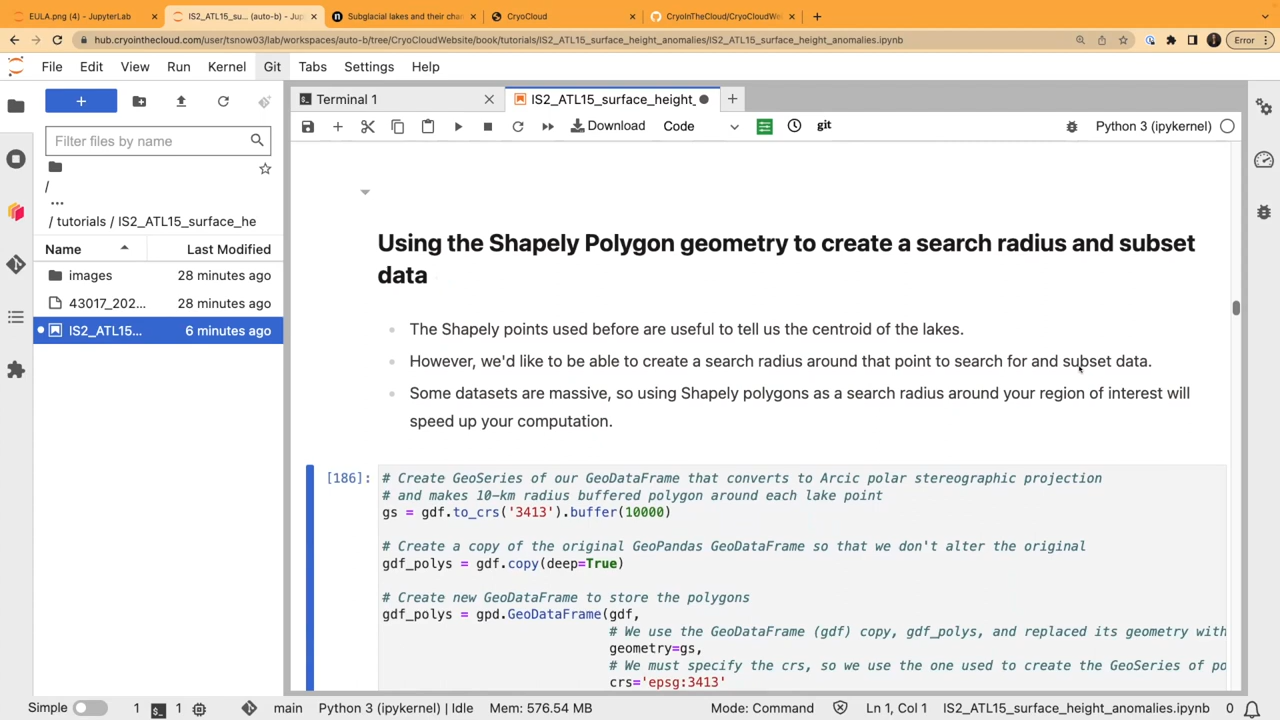 EULA.png (4) - JupyterLab
IS2_ATL15_su... (auto-b) - Jup
Subglacial lakes and their cha
CryoCloud
CryoInTheCloud/CryoCloudWe
hub.cryointhecloud.com/user/tsnow03/lab/workspaces/auto-b/tree/CryoCloudWebsite/book/tutorials/IS2_ATL15_surface_height_anomalies/IS2_ATL15_surface_height_anomalies.ipynb
Error
File Edit View Run Kernel Git Tabs Settings Help
Terminal 1
IS2_ATL15_surface_height_
Download
Code
git
Python 3 (ipykernel)
Filter files by name
/
...
/ tutorials / IS2_ATL15_surface_he
Name Last Modified
images 28 minutes ago
43017_202... 28 minutes ago
IS2_ATL15... 6 minutes ago
Using the Shapely Polygon geometry to create a search radius and subset
data
The Shapely points used before are useful to tell us the centroid of the lakes.
However, we'd like to be able to create a search radius around that point to search for and subset data.
Some datasets are massive, so using Shapely polygons as a search radius around your region of interest will
speed up your computation.
[186]:
# Create GeoSeries of our GeoDataFrame that converts to Arcic polar stereographic projection
# and makes 10-km radius buffered polygon around each lake point
gs = gdf.to_crs('3413').buffer(10000)
# Create a copy of the original GeoPandas GeoDataFrame so that we don't alter the original
gdf_polys = gdf.copy(deep=True)
# Create new GeoDataFrame to store the polygons
gdf_polys = gpd.GeoDataFrame(gdf,
# We use the GeoDataFrame (gdf) copy, gdf_polys, and replaced its geometry with
geometry=gs,
# We must specify the crs, so we use the one used to create the GeoSeries of po
crs='epsg:3413'
Simple 1 1 main Python 3 (ipykernel) | Idle Mem: 576.54 MB Mode: Command Ln 1, Col 1 IS2_ATL15_surface_height_anomalies.ipynb 0